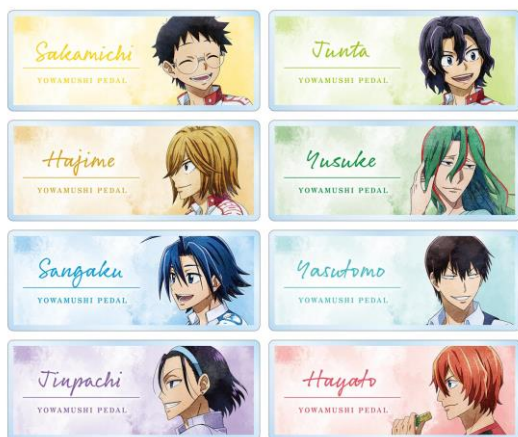 Sakamichi
YOWAMUSHI PEDAL
Junta
YOWAMUSHI PEDAL
Hajime
YOWAMUSHI PEDAL
Yusuke
YOWAMUSHI PEDAL
Sangaku
YOWAMUSHI PEDAL
Yasutomo
YOWAMUSHI PEDAL
Jinpachi
YOWAMUSHI PEDAL
Hayato
YOWAMUSHI PEDAL